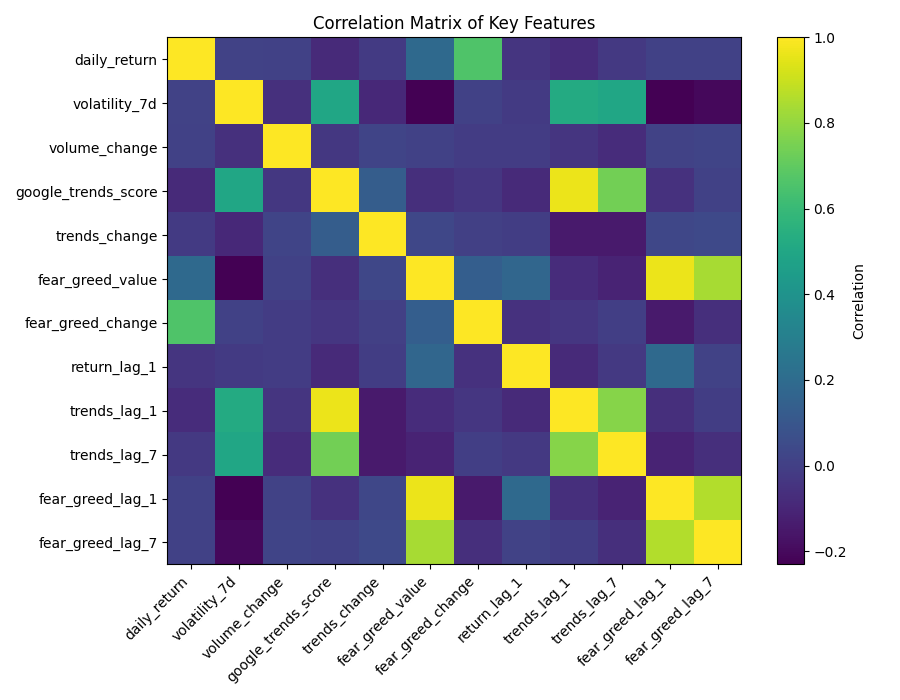 Correlation Matrix of Key Features
daily_return
volatility_7d
volume_change
google_trends_score
trends_change
fear_greed_value
fear_greed_change
return_lag_1
trends_lag_1
trends_lag_7
fear_greed_lag_1
fear_greed_lag_7
daily_return
volatility_7d
volume_change
google_trends_score
trends_change
fear_greed_value
fear_greed_change
return_lag_1
trends_lag_1
trends_lag_7
fear_greed_lag_1
fear_greed_lag_7
1.0
0.8
0.6
0.4
0.2
0.0
−0.2
Correlation